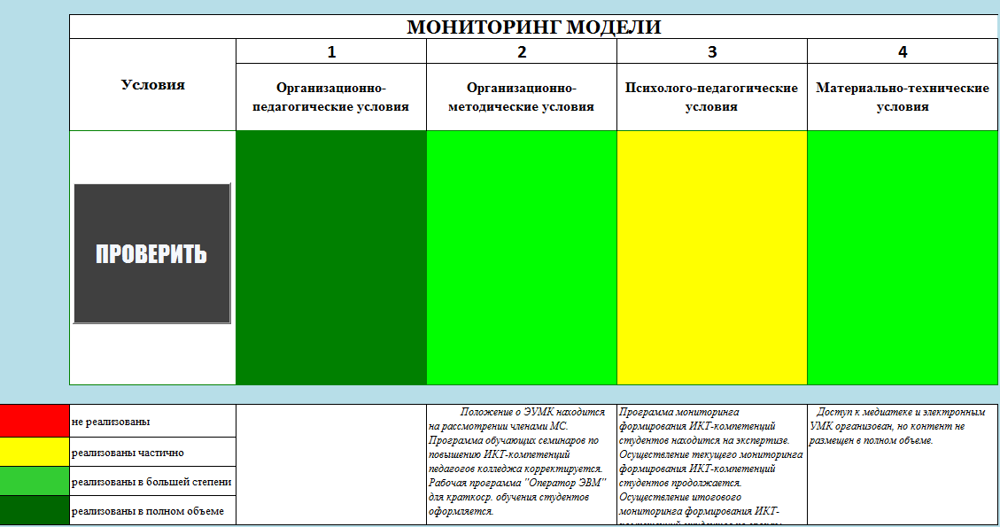 МОНИТОРИНГ МОДЕЛИ
Условия
1
2
3
4
Организационно-
педагогические условия
Организационно-
методические условия
Психолого-педагогические
условия
Материально-технические
условия
ПРОВЕРИТЬ
не реализованы
реализованы частично
реализованы в большей степени
реализованы в полном объеме
Положение о ЭУМК находится
на рассмотрении членами МС.
Программа обучающих семинаров по
повышению ИКТ-компетенций
педагогов колледжа корректируется.
Рабочая программа "Оператор ЭВМ"
для краткоср. обучения студентов
оформляется.
Программа мониторинга
формирования ИКТ-компетенций
студентов находится на экспертизе.
Осуществление текущего мониторинга
формирования ИКТ-компетенций
студентов продолжается.
Осуществление итогового
мониторинга формирования ИКТ-
Доступ к медиатеке и электронным
УМК организован, но контент не
размещен в полном объеме.